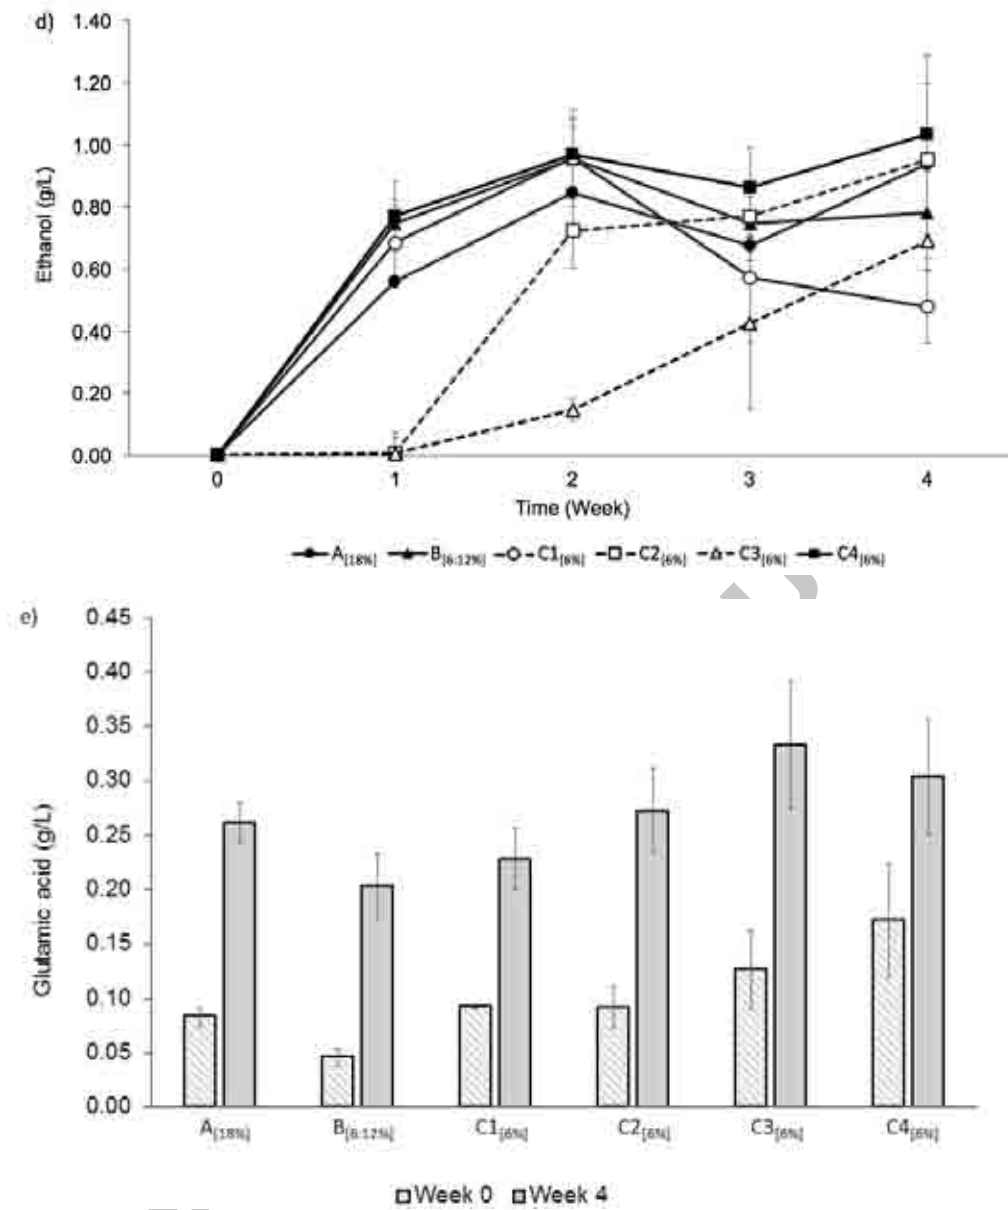 d)
1.40
1.20
1.00
0.80
0.60
0.40
0.20
0.00
Ethanol (g/L)
0 1 2 3 4
Time (Week)
A[18%] B[6:12%] C1[6%] C2[6%] C3[6%] C4[6%]
e)
0.45
0.40
0.35
0.30
0.25
0.20
0.15
0.10
0.05
0.00
Glutamic acid (g/L)
A[18%] B[6:12%] C1[6%] C2[6%] C3[6%] C4[6%]
Week 0 Week 4